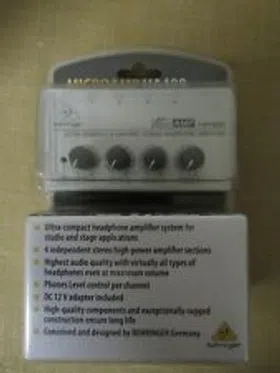 MICROAMP HA400
behringer
AMP
Ultra-compact headphone amplifier system for
studio and stage applications
4 independent stereo high-power amplifier sections
Highest audio quality with virtually all types of
headphones even at maximum volume
Phones Level control per channel
DC 12 V adapter included
High-quality components and exceptionally rugged
construction ensure long life
Conceived and designed by BEHRINGER Germany
behringer